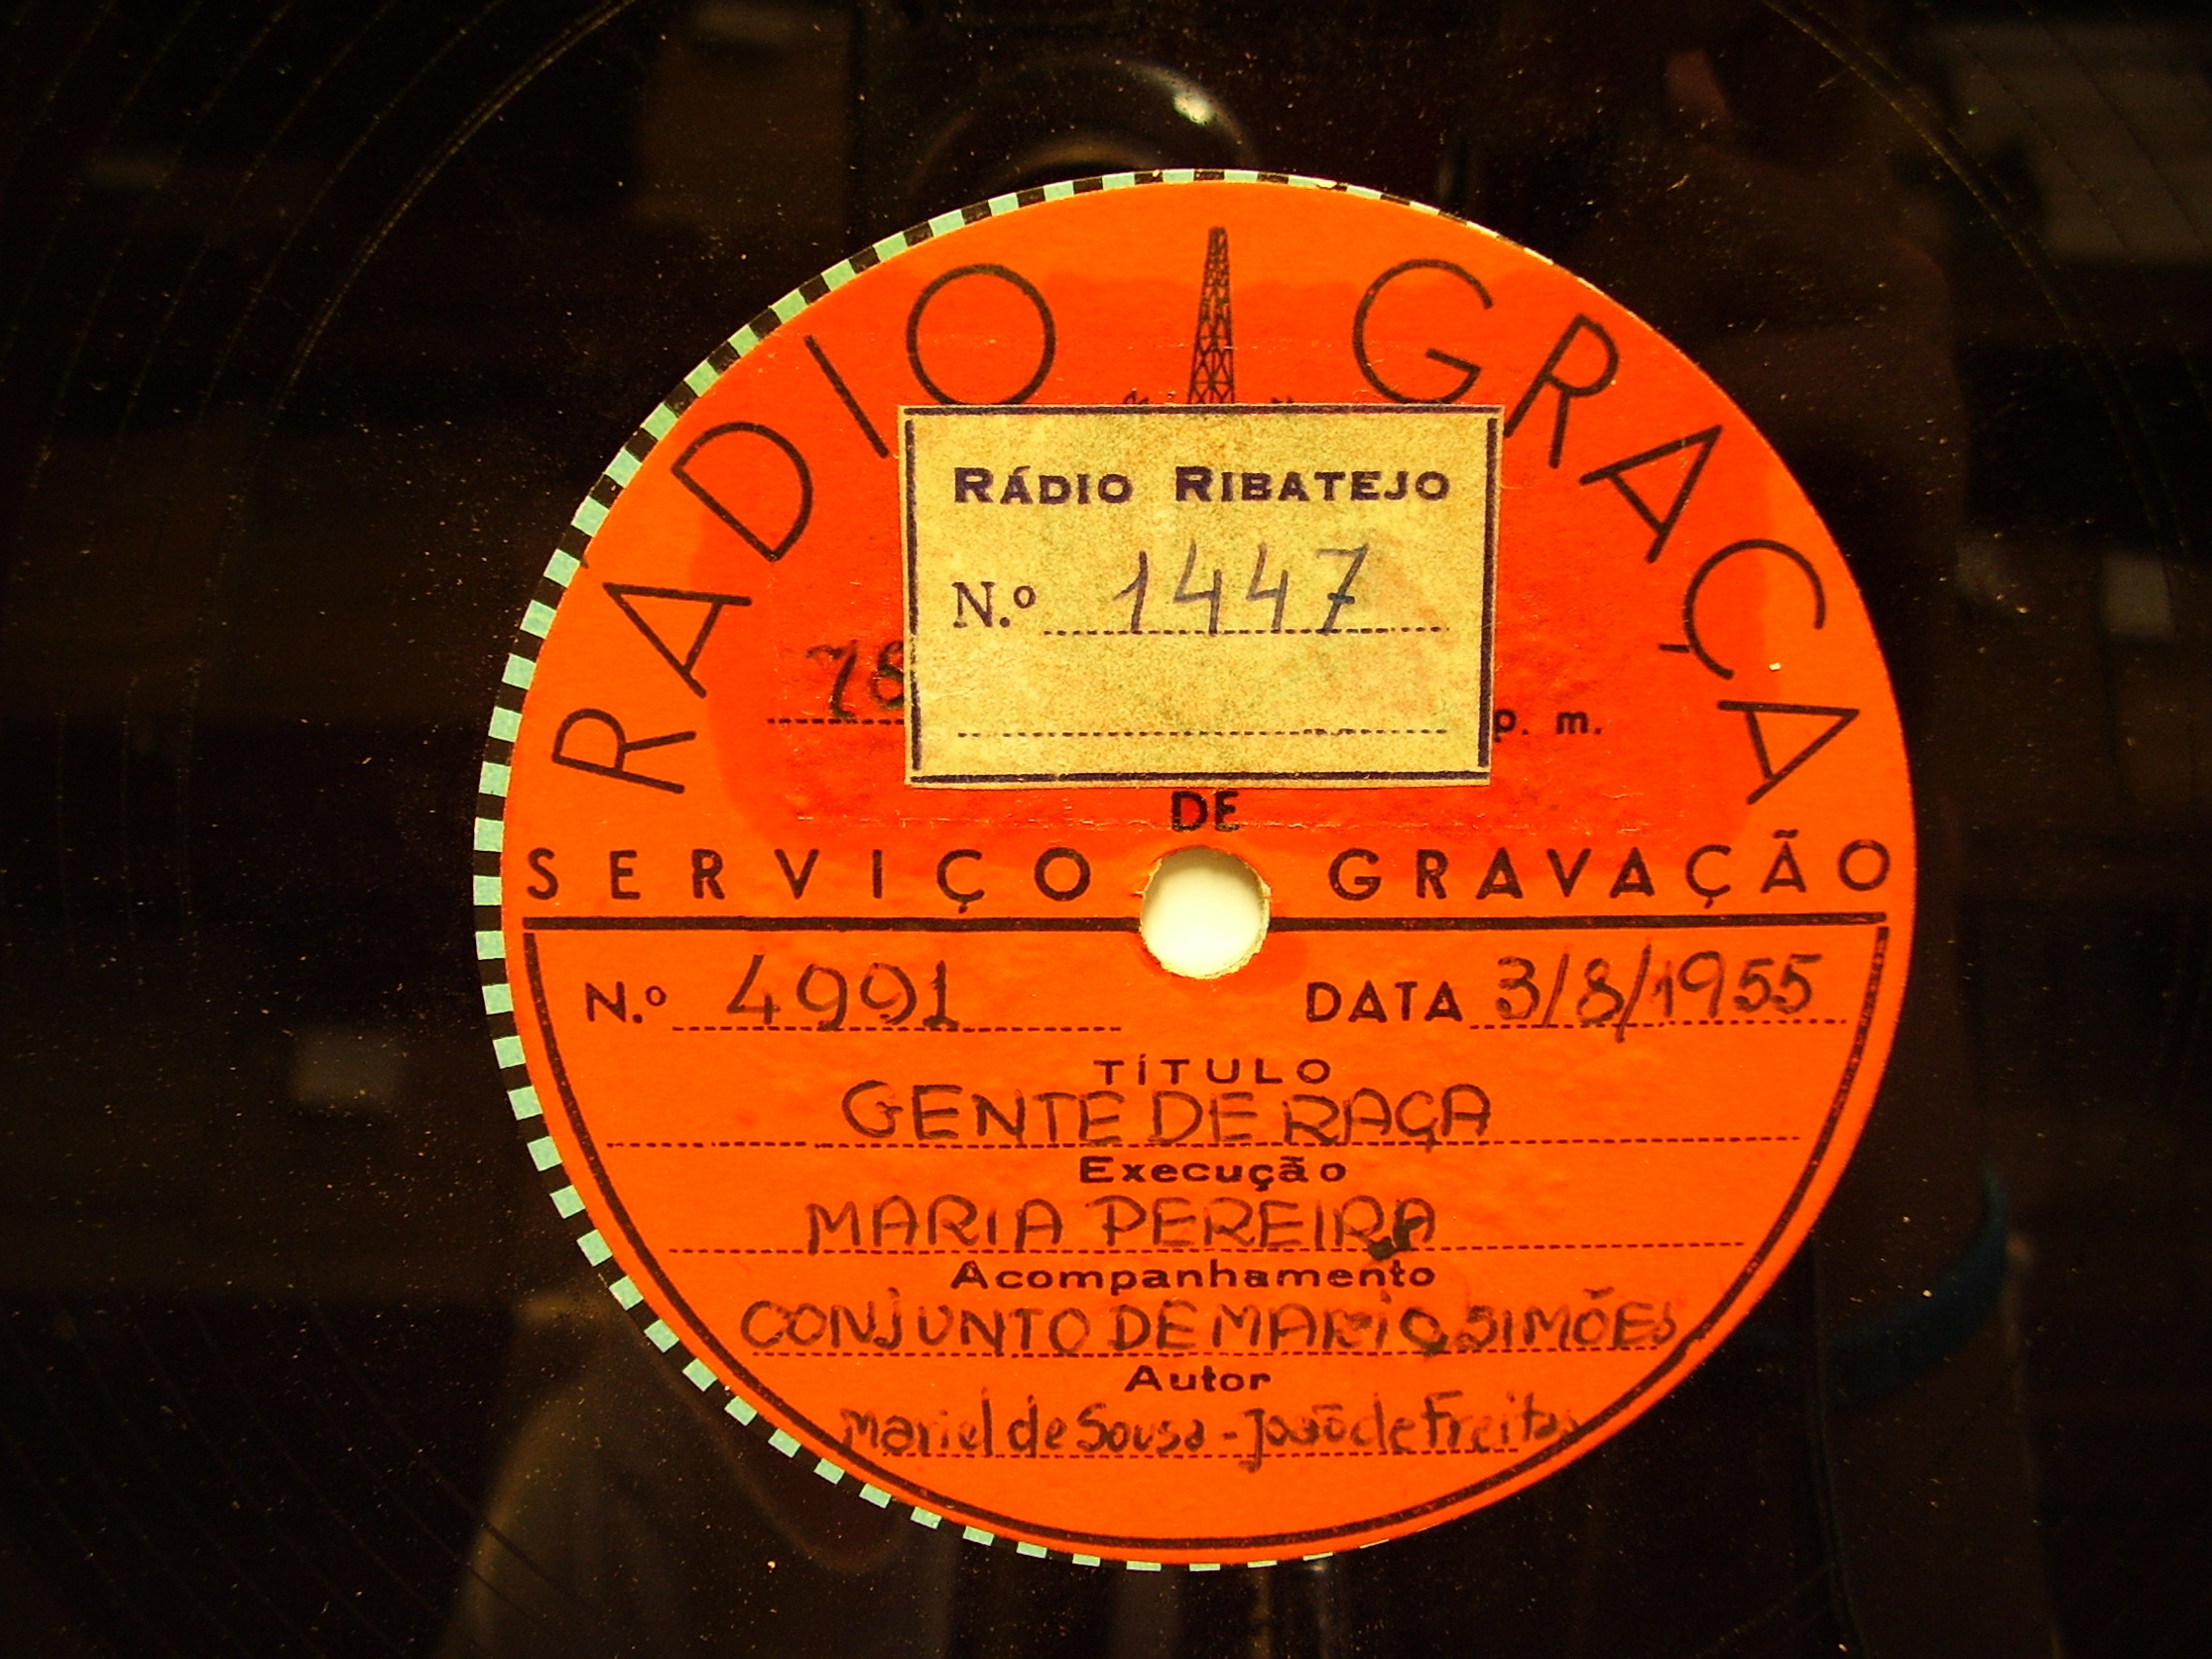 RÁDIO GRAÇA
RÁDIO RIBATEJO
N.º 1447
78 p. m.
DE
SERVIÇO GRAVAÇÃO
N.º 4991 DATA 3/8/1955
TÍTULO
GENTE DE RAÇA
Execução
MARIA PEREIRA
Acompanhamento
CONJUNTO DE MARIO SIMÕES
Autor
Mariel de Sousa - João de Freitas